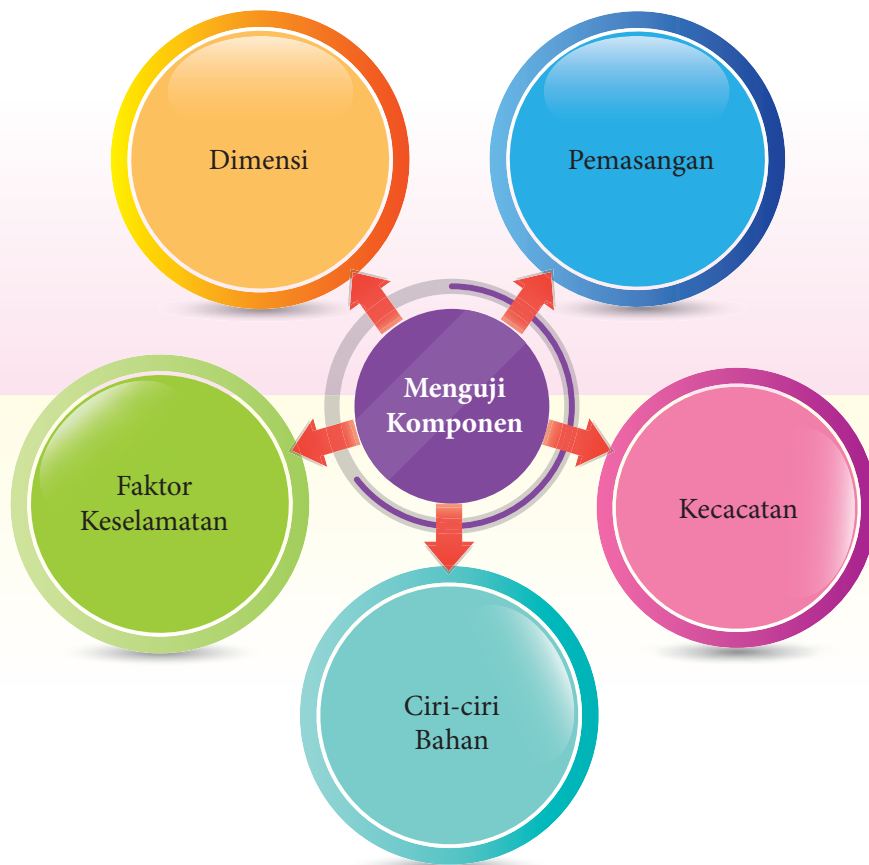 Dimensi
Pemasangan
Menguji
Komponen
Faktor
Keselamatan
Kecacatan
Ciri-ciri
Bahan